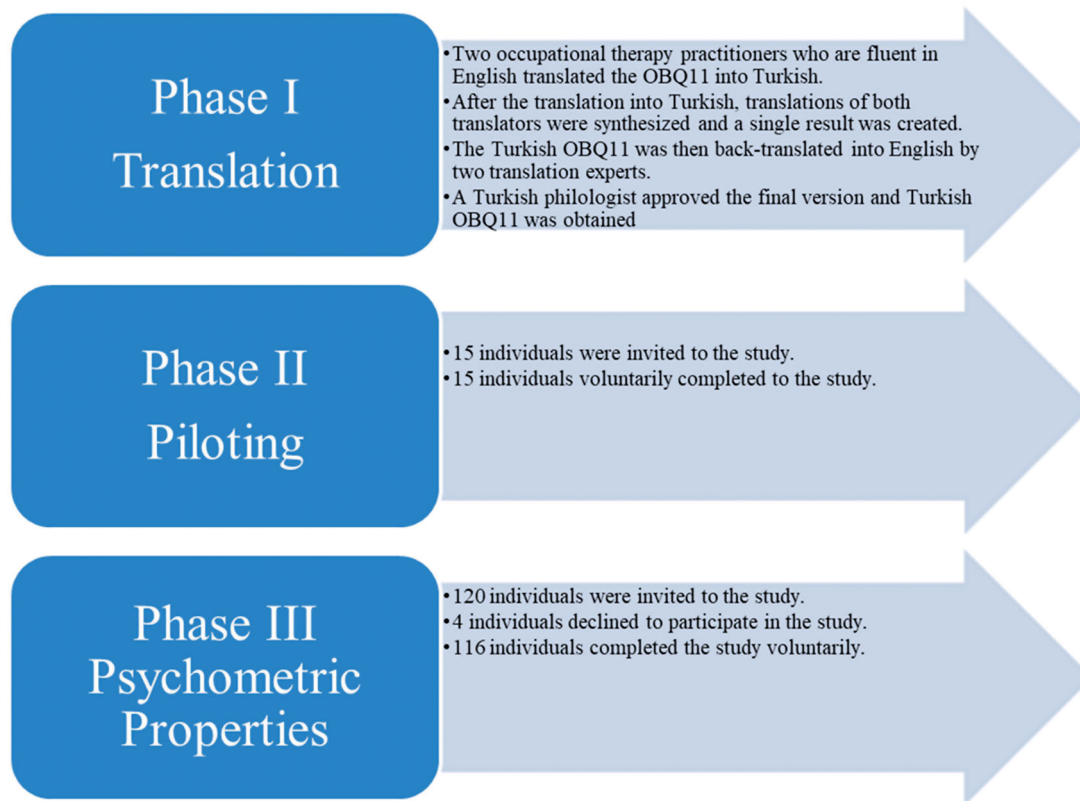 Phase I
Translation
•Two occupational therapy practitioners who are fluent in
English translated the OBQ11 into Turkish.
•After the translation into Turkish, translations of both
translators were synthesized and a single result was created.
•The Turkish OBQ11 was then back-translated into English by
two translation experts.
•A Turkish philologist approved the final version and Turkish
OBQ11 was obtained
Phase II
Piloting
•15 individuals were invited to the study.
•15 individuals voluntarily completed to the study.
Phase III
Psychometric
Properties
•120 individuals were invited to the study.
•4 individuals declined to participate in the study.
•116 individuals completed the study voluntarily.